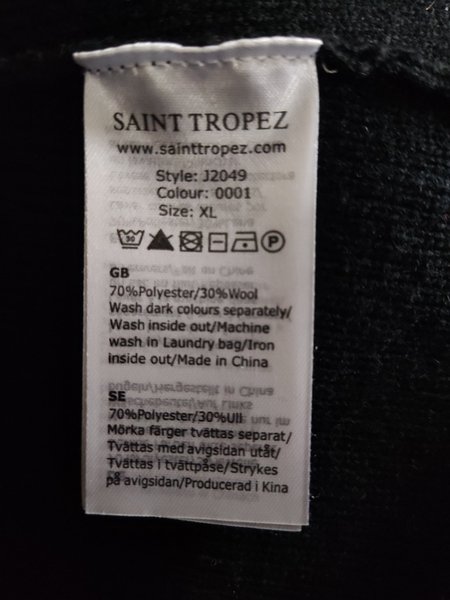 SAINT TROPEZ
www.sainttropez.com
Style: J2049
Colour: 0001
Size: XL
30
P
GB
70%Polyester/30%Wool
Wash dark colours separately/
Wash inside out/Machine
wash in Laundry bag/Iron
inside out/Made in China
SE
70%Polyester/30%Ull
Mörka färger tvättas separat/
Tvättas med avigsidan utåt/
Tvättas i tvättpåse/Strykes
på avigsidan/Producerad i Kina